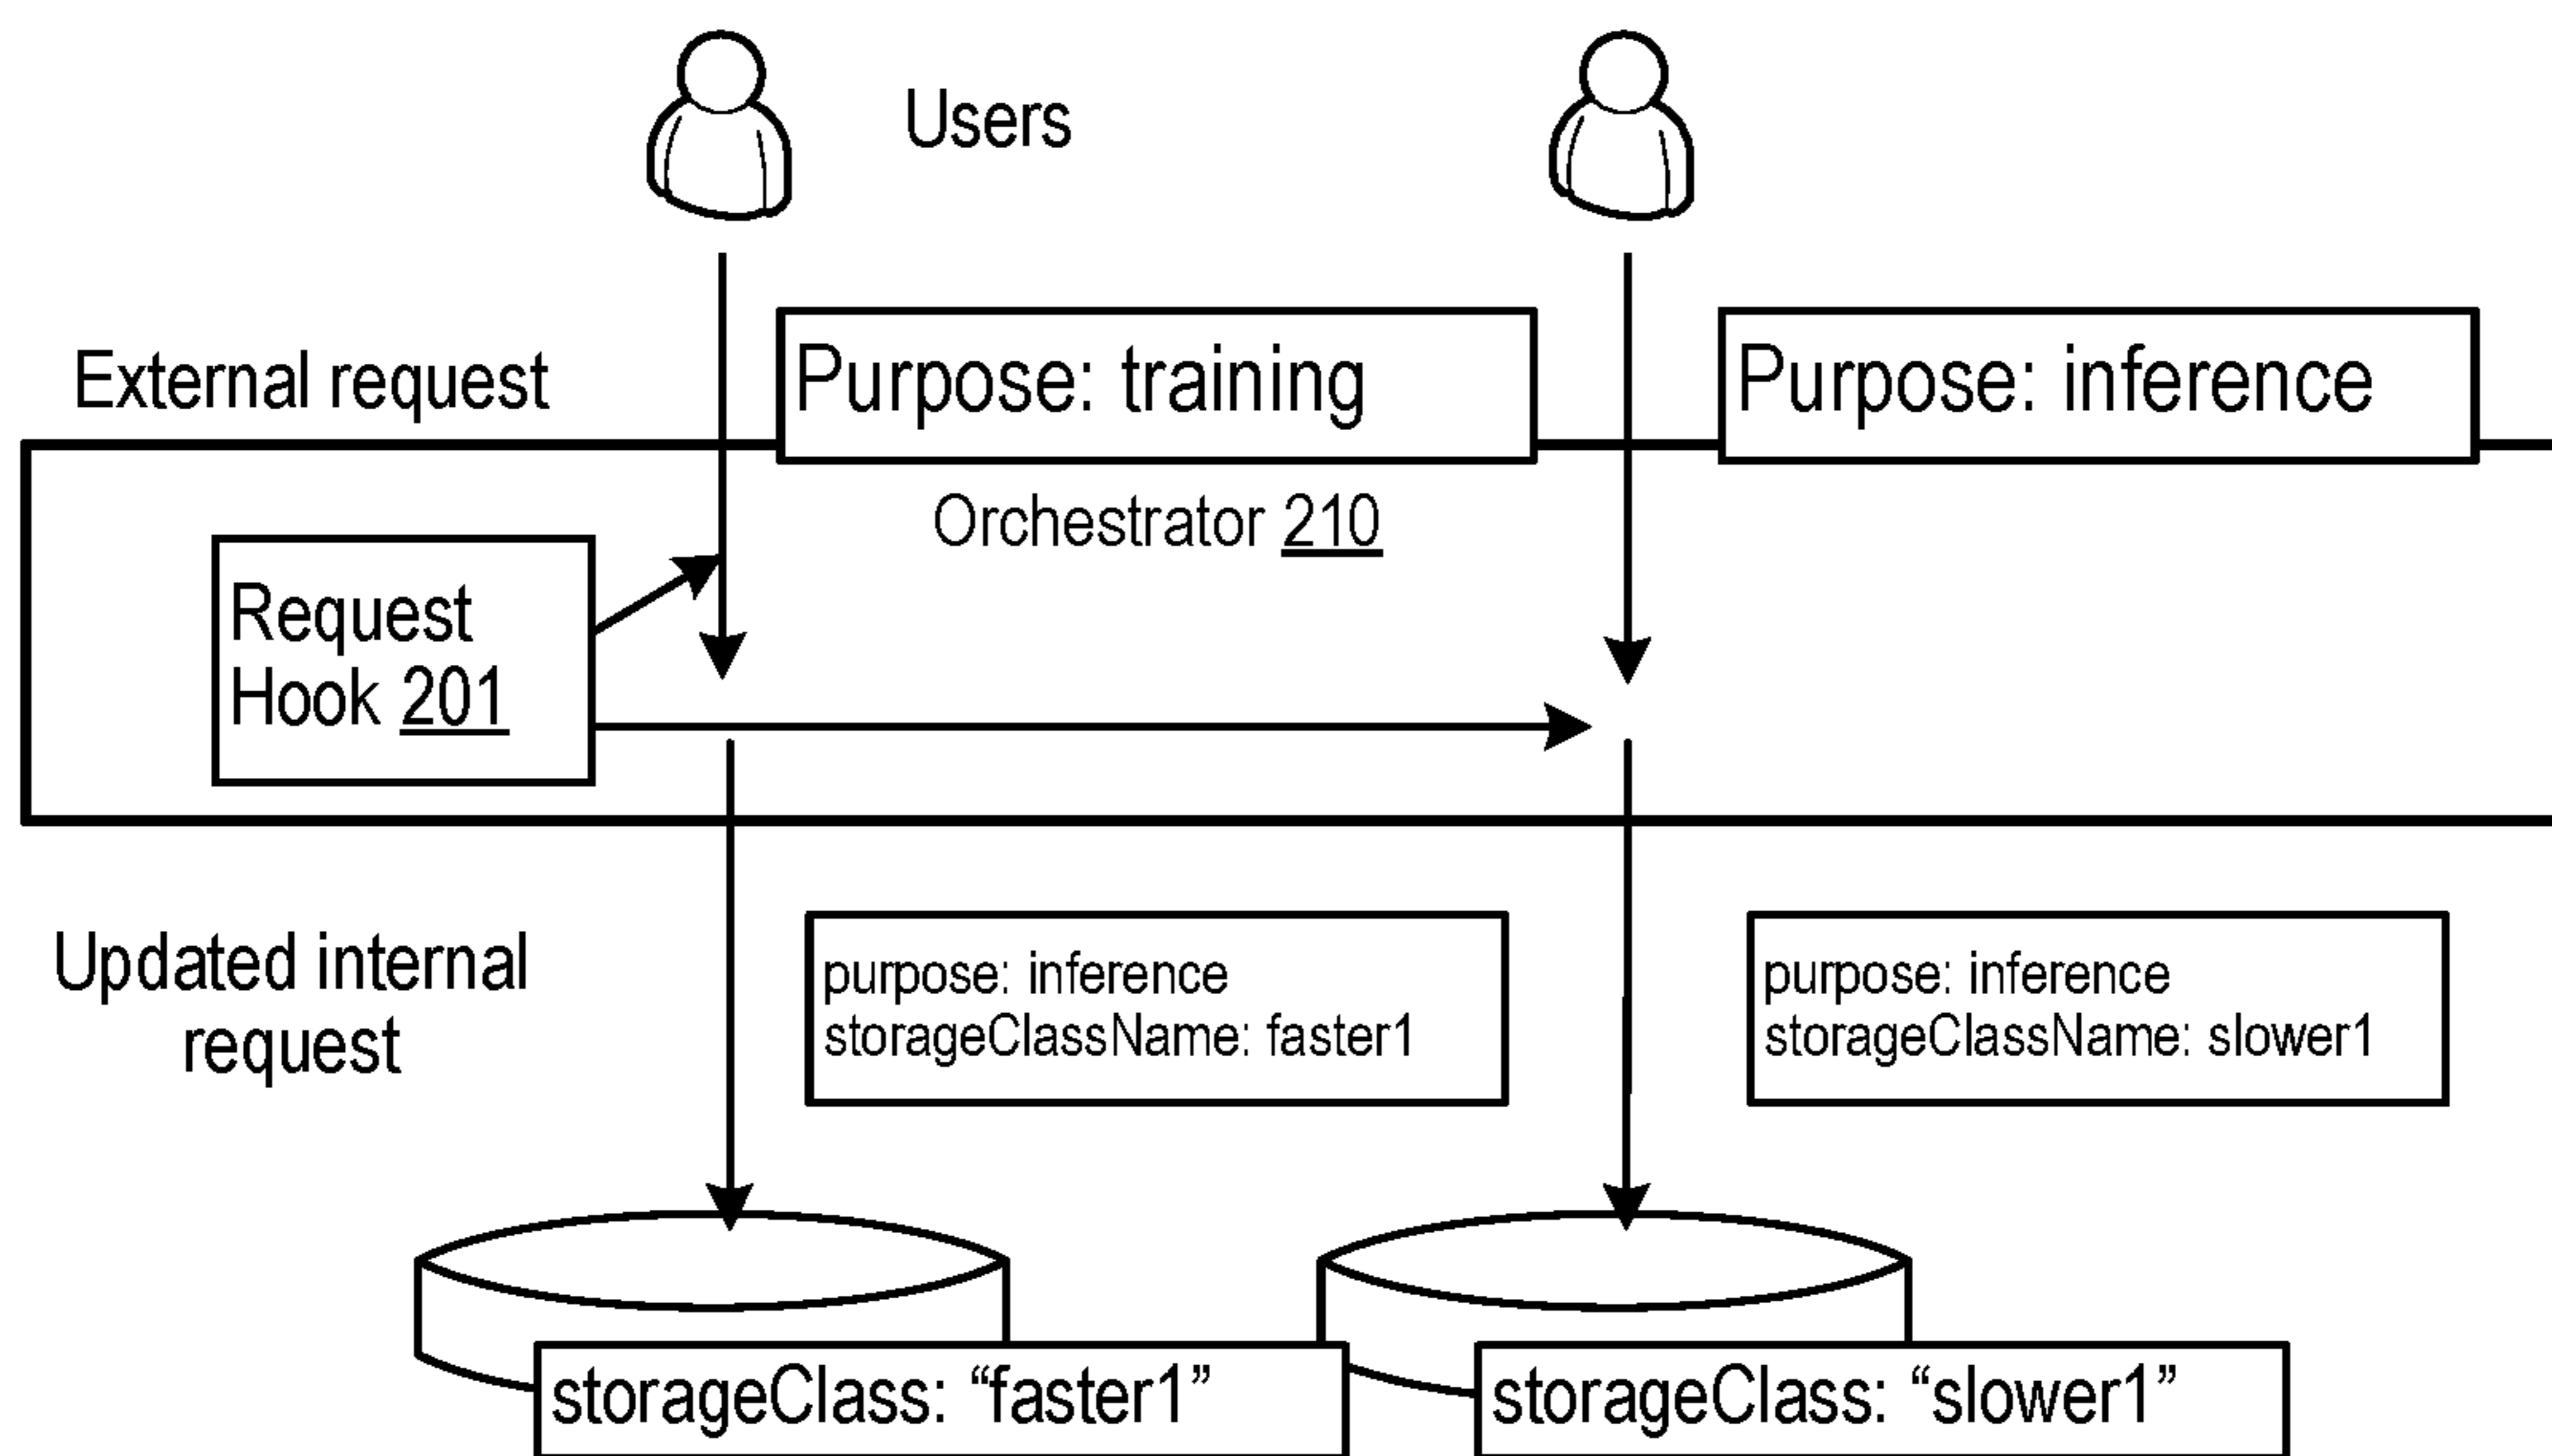 Users
External request
Purpose: training
Purpose: inference
Orchestrator 210
Request
Hook 201
Updated internal
request
purpose: inference
storageClassName: faster1
purpose: inference
storageClassName: slower1
storageClass: “faster1”
storageClass: “slower1”